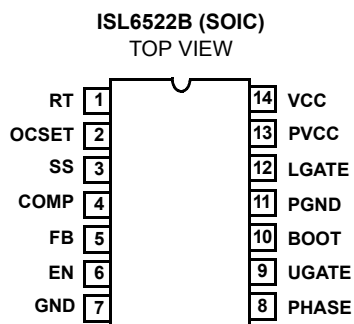 ISL6522B (SOIC)
TOP VIEW
RT 1 14 VCC
OCSET 2 13 PVCC
SS 3 12 LGATE
COMP 4 11 PGND
FB 5 10 BOOT
EN 6 9 UGATE
GND 7 8 PHASE